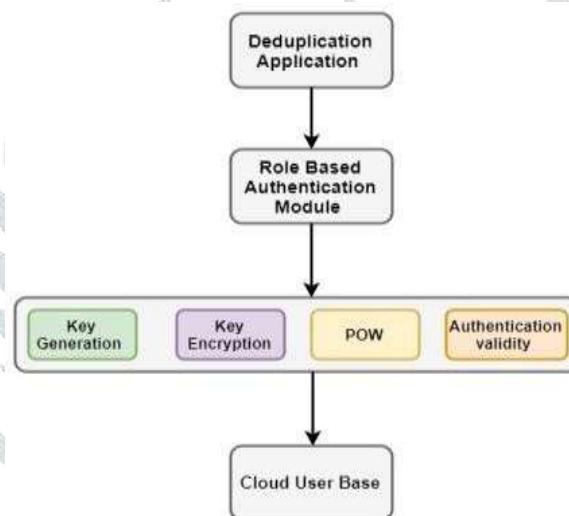 Deduplication
Application
Role Based
Authentication
Module
Key
Generation
Key
Encryption
POW
Authentication
validity
Cloud User Base